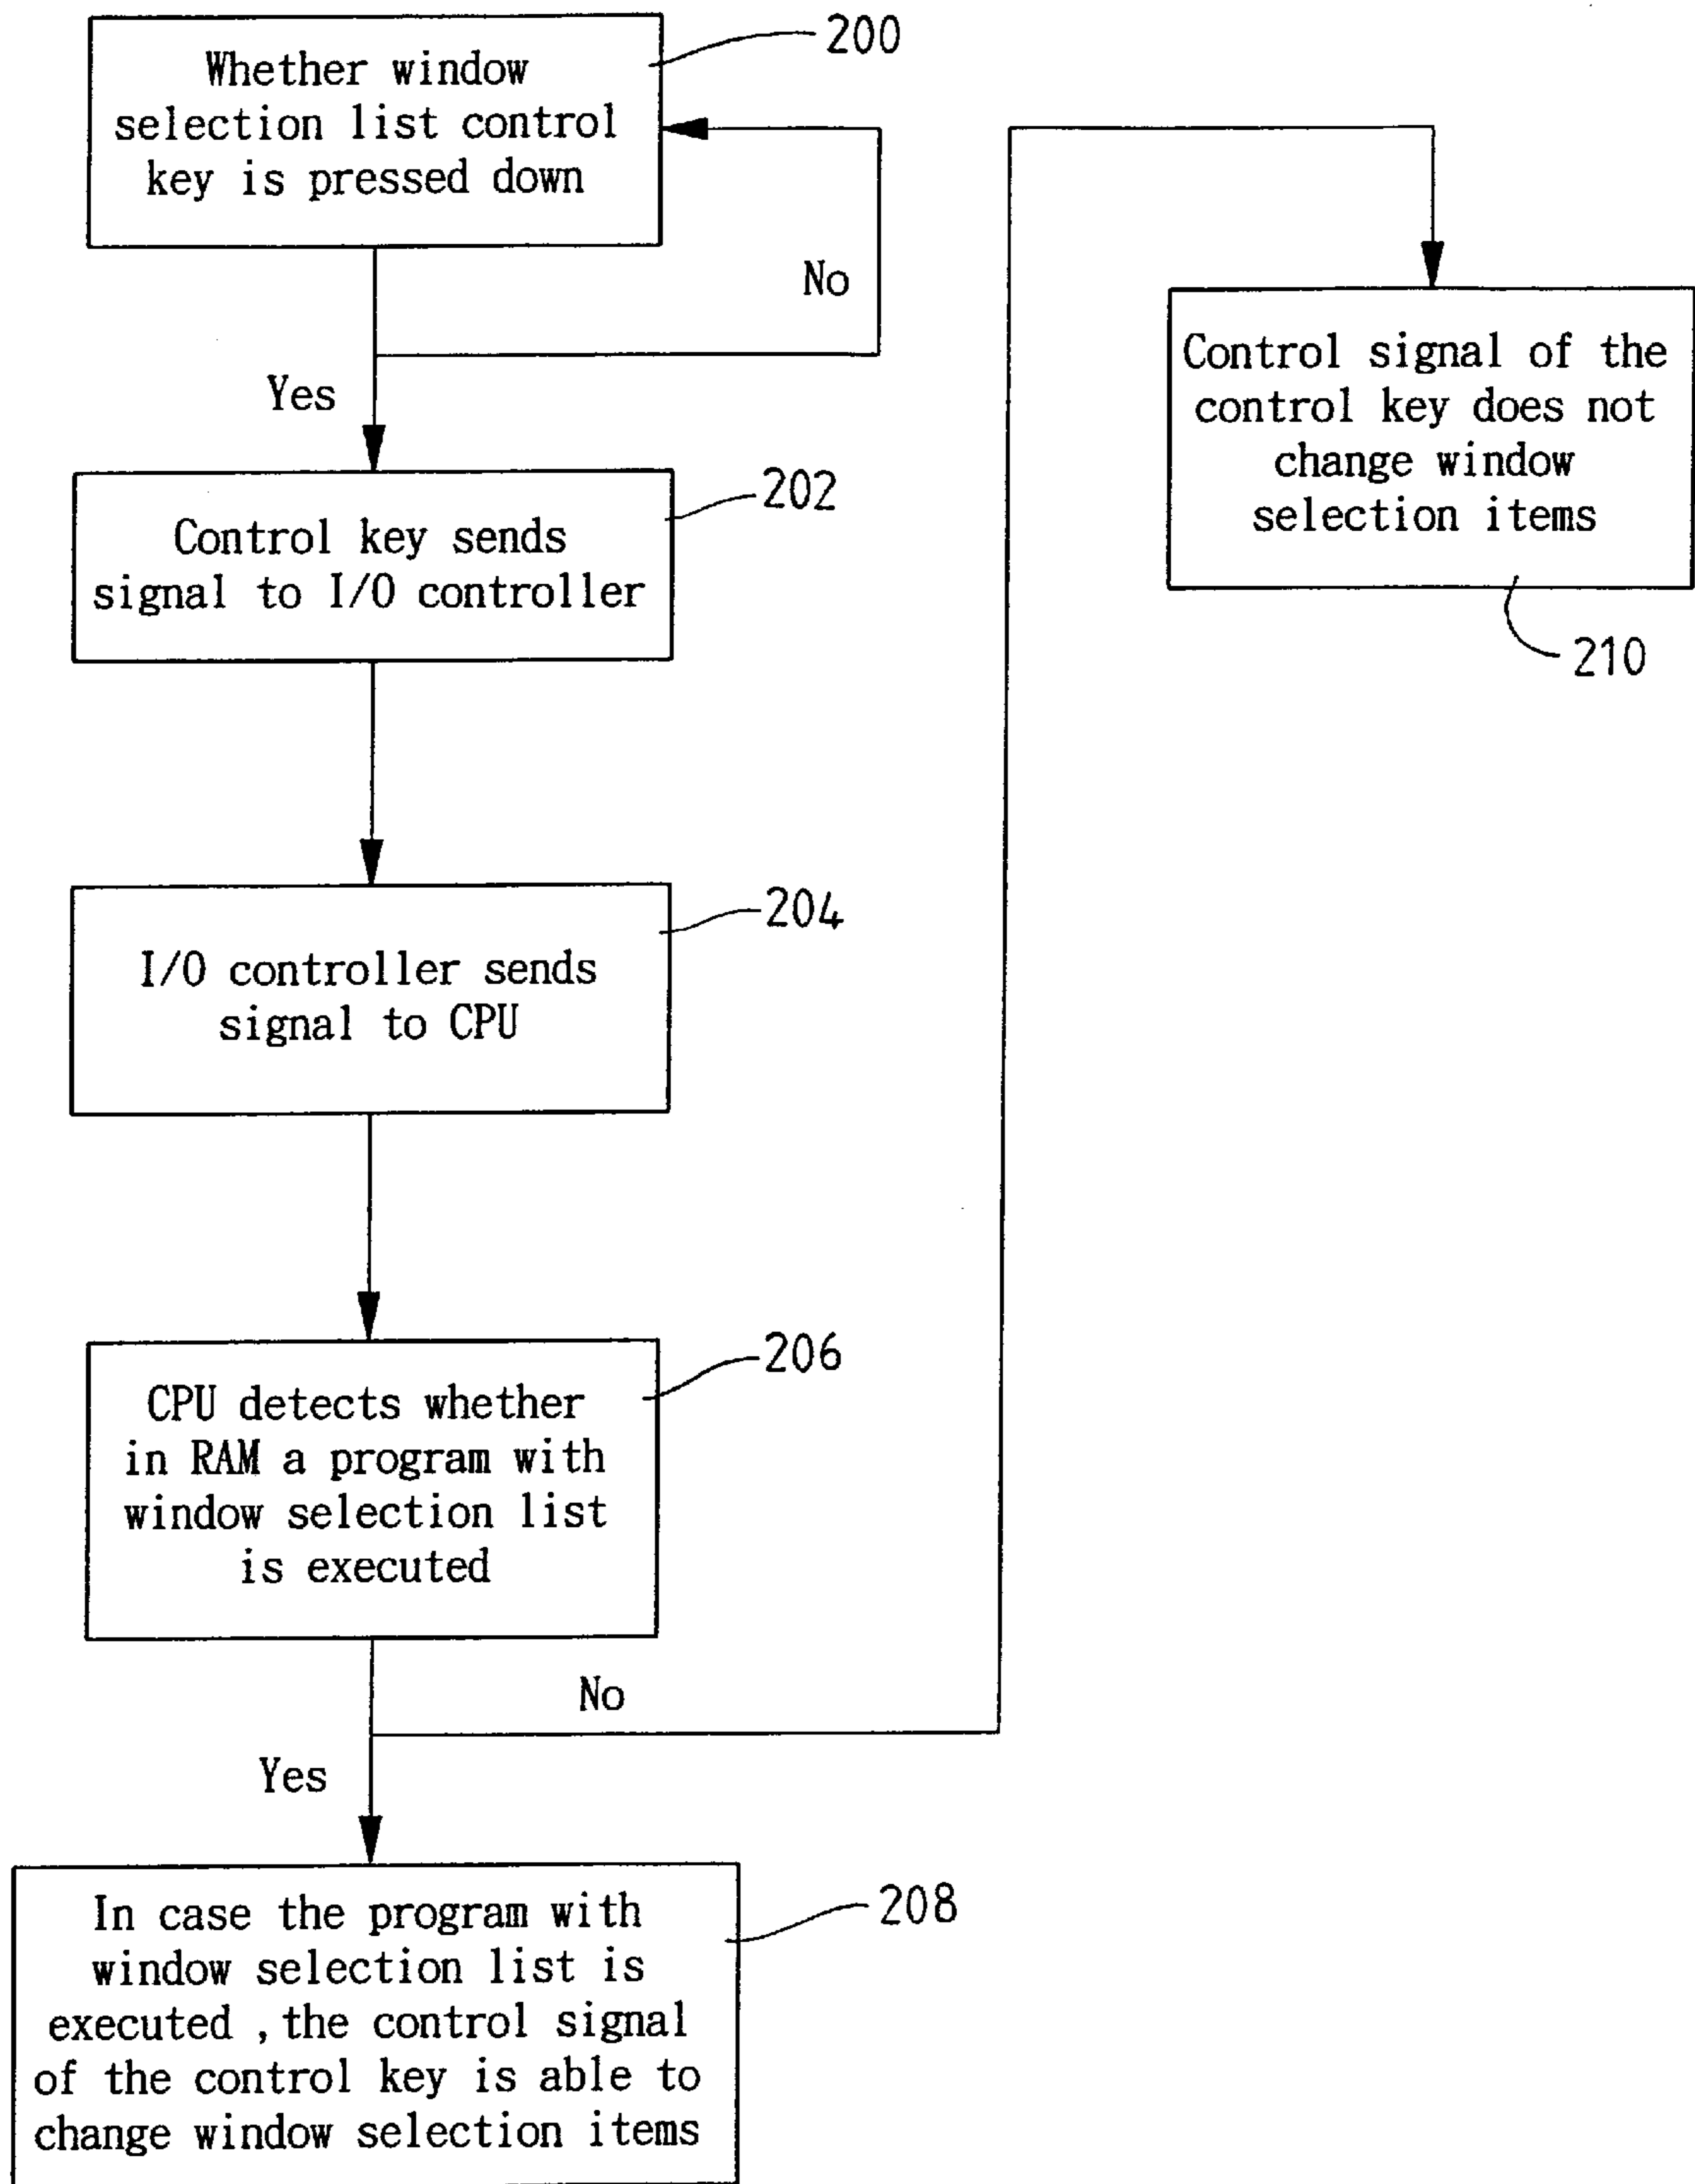 Whether window
selection list control
key is pressed down
200
No
Yes
Control key sends
signal to I/O controller
202
I/O controller sends
signal to CPU
204
CPU detects whether
in RAM a program with
window selection list
is executed
206
No
Yes
In case the program with
window selection list is
executed ,the control signal
of the control key is able to
change window selection items
208
Control signal of the
control key does not
change window
selection items
210